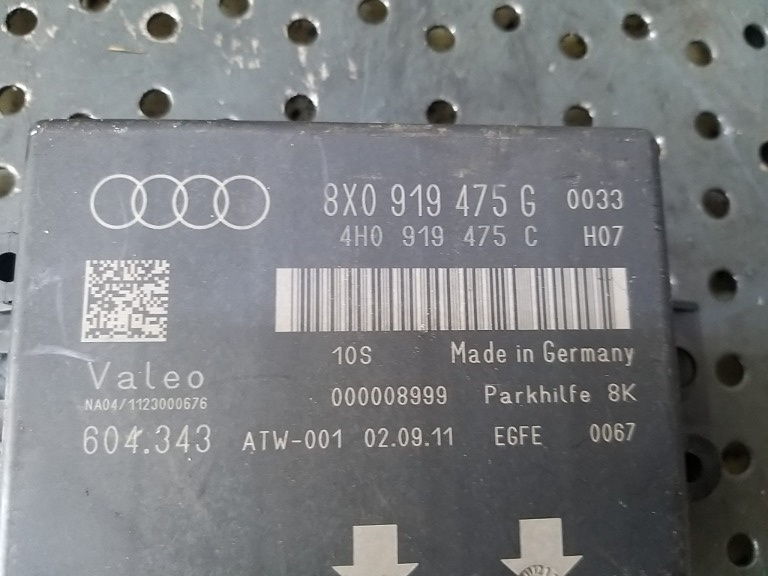 8X0 919 475 G 0033
4H0 919 475 C H07
10S Made in Germany
Valeo
000008999 Parkhilfe 8K
NA04/1123000676
604.343 ATW-001 02.09.11 EGFE 0067